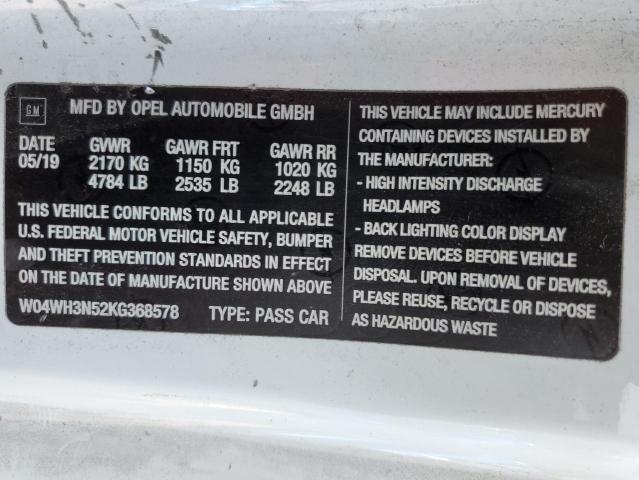 GM
MFD BY OPEL AUTOMOBILE GMBH
DATE GVWR GAWR FRT GAWR RR
05/19 2170 KG 1150 KG 1020 KG
4784 LB 2535 LB 2248 LB
THIS VEHICLE CONFORMS TO ALL APPLICABLE
U.S. FEDERAL MOTOR VEHICLE SAFETY, BUMPER
AND THEFT PREVENTION STANDARDS IN EFFECT
ON THE DATE OF MANUFACTURE SHOWN ABOVE
W04WH3N52KG368578 TYPE: PASS CAR
THIS VEHICLE MAY INCLUDE MERCURY
CONTAINING DEVICES INSTALLED BY
THE MANUFACTURER:
- HIGH INTENSITY DISCHARGE
HEADLAMPS
- BACK LIGHTING COLOR DISPLAY
REMOVE DEVICES BEFORE VEHICLE
DISPOSAL. UPON REMOVAL OF DEVICES,
PLEASE REUSE, RECYCLE OR DISPOSE
AS HAZARDOUS WASTE